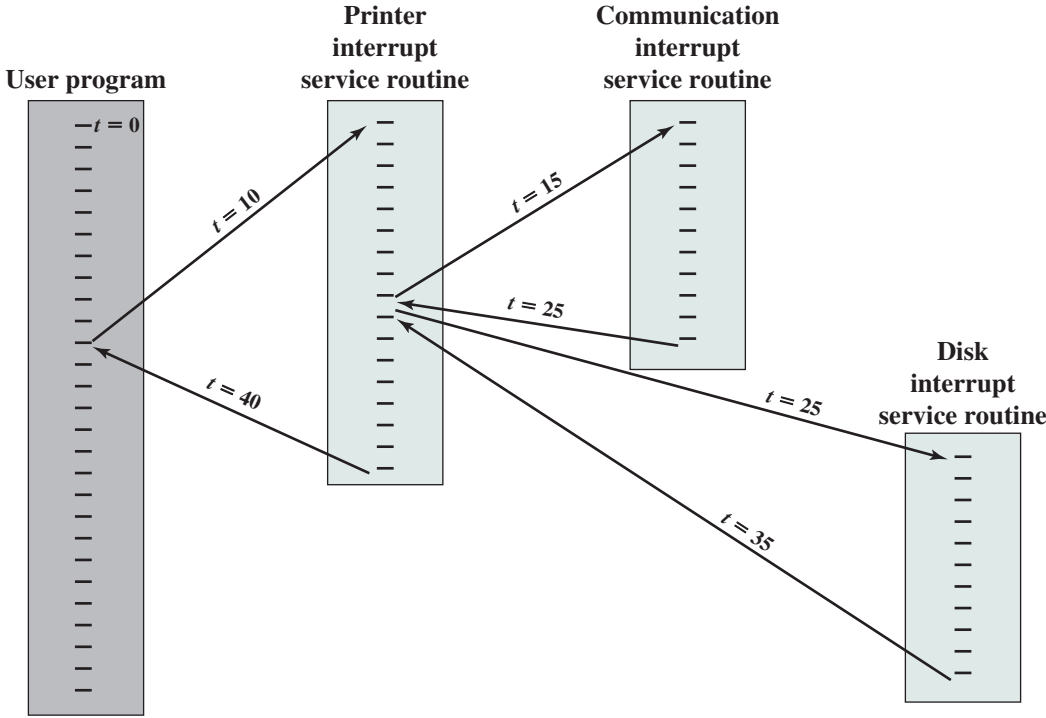 Printer
interrupt
service routine
Communication
interrupt
service routine
User program
t = 0
t = 10
t = 15
t = 25
t = 40
t = 25
Disk
interrupt
service routine
t = 35